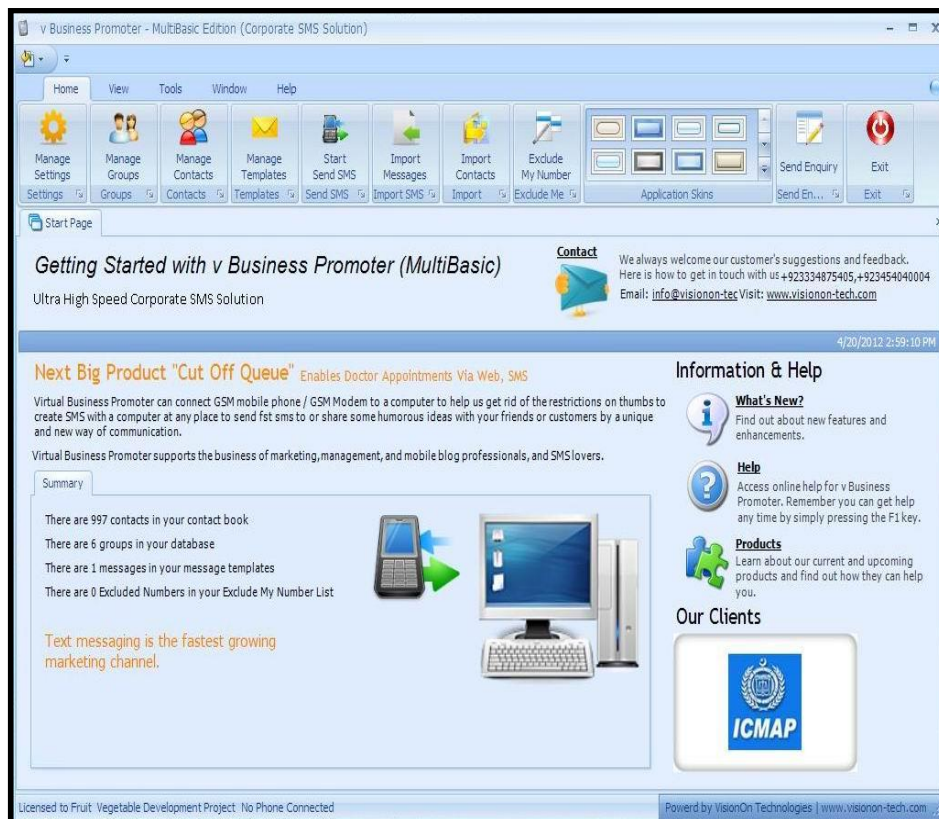 v Business Promoter - MultiBasic Edition (Corporate SMS Solution)
Home View Tools Window Help
Manage Settings
Manage Groups
Manage Contacts
Manage Templates
Start Send SMS
Import Messages
Import Contacts
Exclude My Number
Send Enquiry
Exit
Settings Groups Contacts Templates Send SMS Import SMS Import Exclude Me Application Skins Send En... Exit
Start Page
Getting Started with v Business Promoter (MultiBasic)
Ultra High Speed Corporate SMS Solution
Contact
We always welcome our customer's suggestions and feedback.
Here is how to get in touch with us +923334875405,+923454040004
Email: info@visionon-tec Visit: www.visionon-tech.com
4/20/2012 2:59:10 PM
Next Big Product "Cut Off Queue" Enables Doctor Appointments Via Web, SMS
Virtual Business Promoter can connect GSM mobile phone / GSM Modem to a computer to help us get rid of the restrictions on thumbs to
create SMS with a computer at any place to send fst sms to or share some humorous ideas with your friends or customers by a unique
and new way of communication.
Virtual Business Promoter supports the business of marketing,management, and mobile blog professionals, and SMS lovers.
Summary
There are 997 contacts in your contact book
There are 6 groups in your database
There are 1 messages in your message templates
There are 0 Excluded Numbers in your Exclude My Number List
Text messaging is the fastest growing
marketing channel.
Information & Help
What's New?
Find out about new features and
enhancements.
Help
Access online help for v Business
Promoter. Remember you can get help
any time by simply pressing the F1 key.
Products
Learn about our current and upcoming
products and find out how they can help
you.
Our Clients
ICMAP
Licensed to Fruit Vegetable Development Project No Phone Connected
Powerd by VisionOn Technologies | www.visionon-tech.com